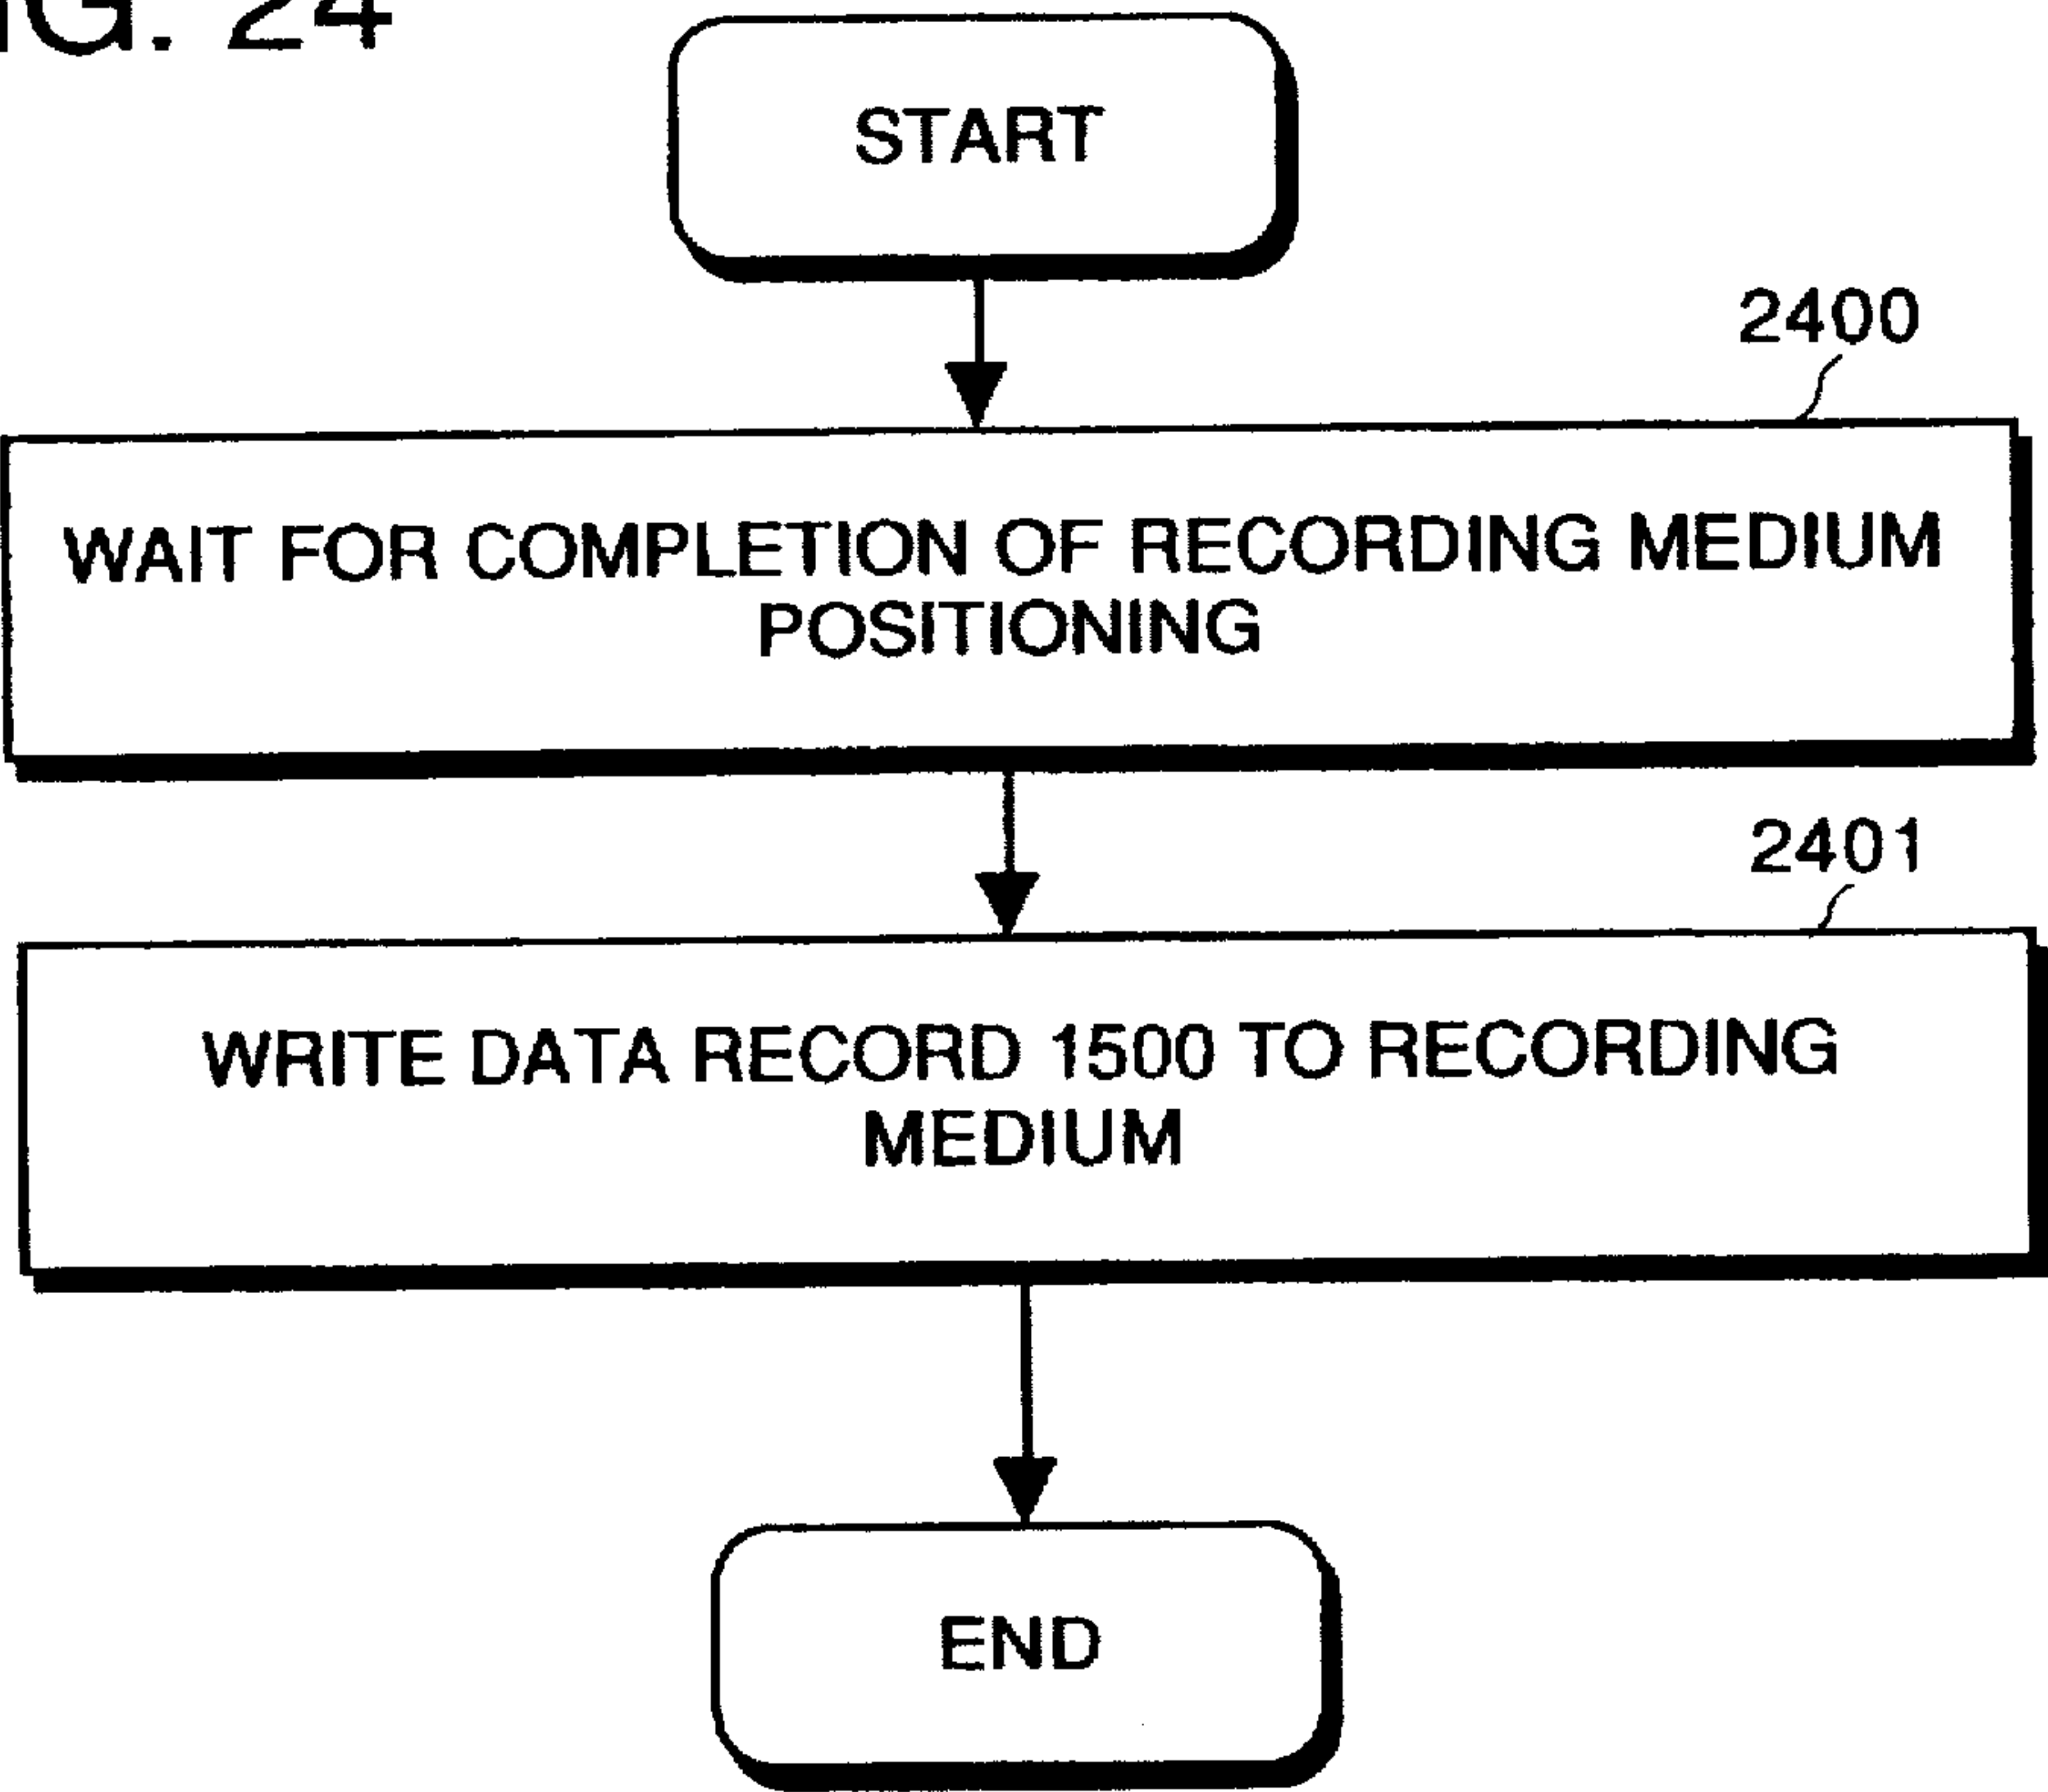 G. 24
START
2400
WAIT FOR COMPLETION OF RECORDING MEDIUM
POSITIONING
2401
WRITE DATA RECORD 1500 TO RECORDING
MEDIUM
END